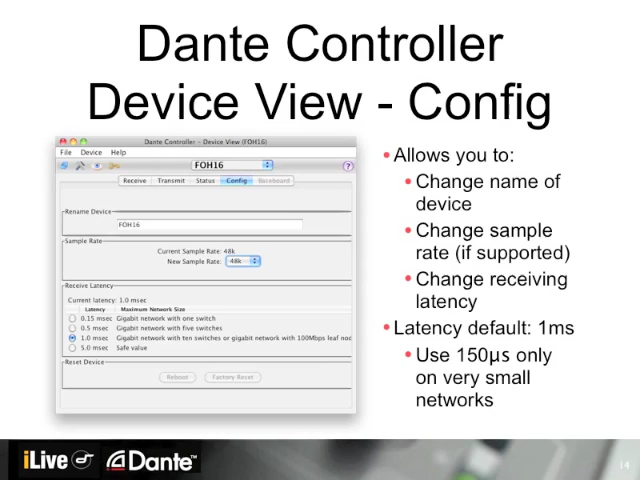 Dante Controller
Device View - Config
Dante Controller - Device View (FOH16)
File Device Help
FOH16
?
Receive Transmit Status Config Baseboard
Rename Device
FOH16
Sample Rate
Current Sample Rate: 48k
New Sample Rate: 48k
Receive Latency
Current latency: 1.0 msec
Latency Maximum Network Size
0.15 msec Gigabit network with one switch
0.5 msec Gigabit network with five switches
1.0 msec Gigabit network with ten switches or gigabit network with 100Mbps leaf nod
5.0 msec Safe value
Reset Device
Reboot Factory Reset
• Allows you to:
• Change name of
device
• Change sample
rate (if supported)
• Change receiving
latency
• Latency default: 1ms
• Use 150µs only
on very small
networks
iLive Dante™
14